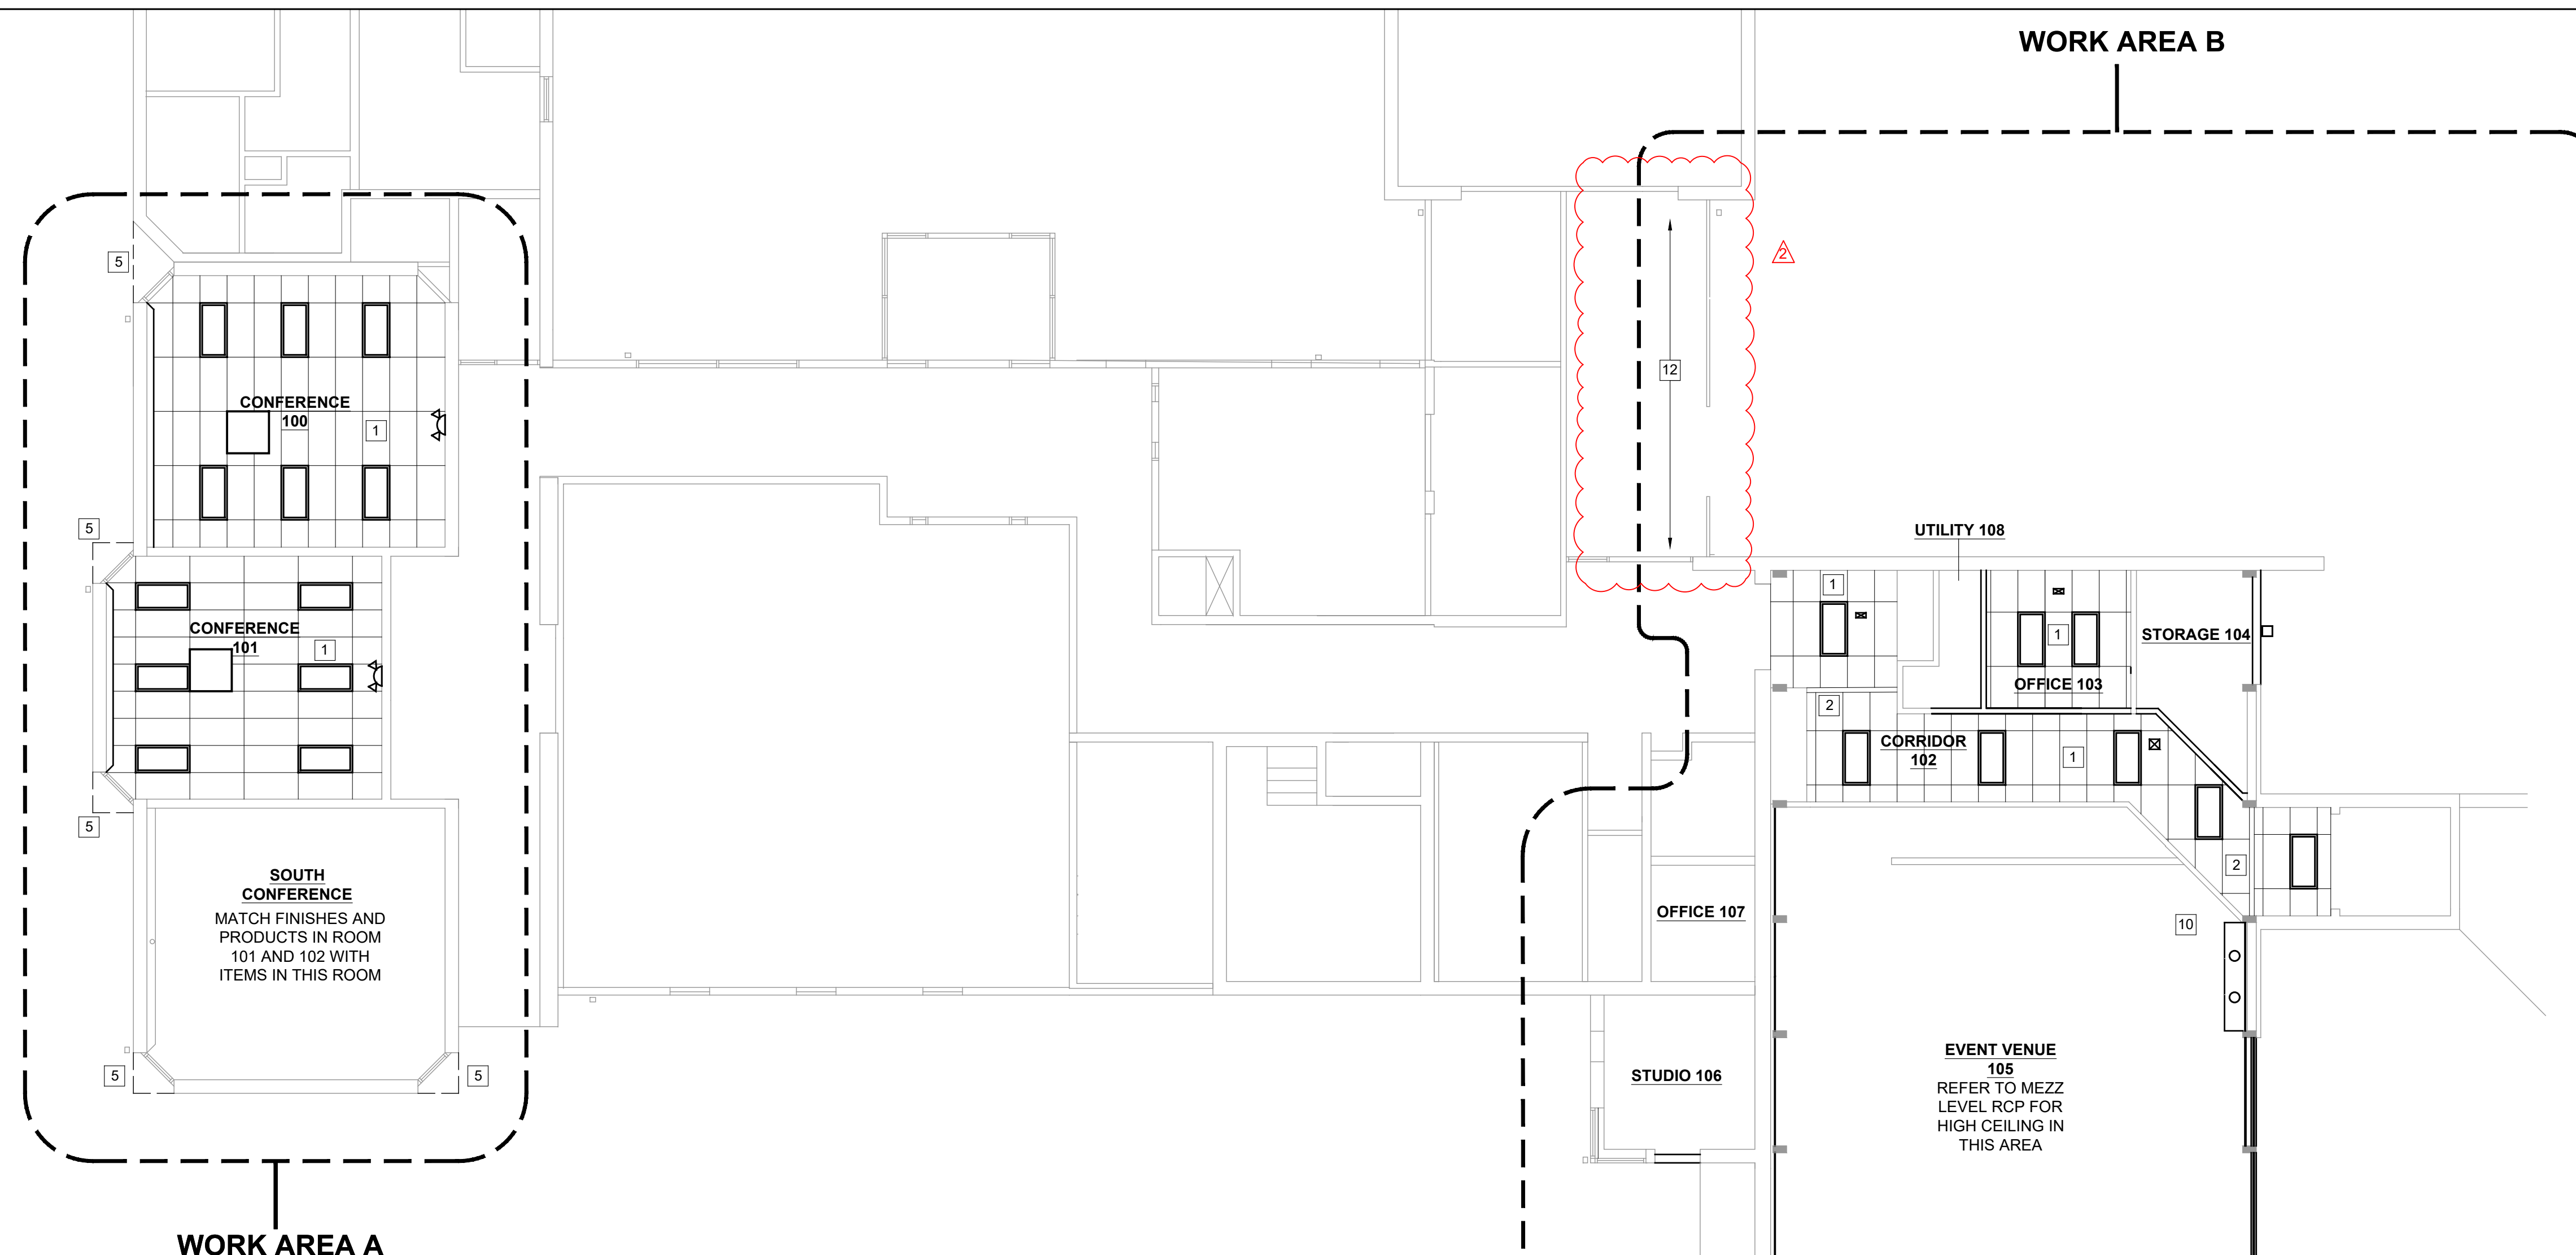 WORK AREA B
5
2
12
CONFERENCE
100
1
5
UTILITY 108
1
CONFERENCE
101
1
1
STORAGE 104
OFFICE 103
2
CORRIDOR
102
1
5
2
SOUTH
CONFERENCE
MATCH FINISHES AND
PRODUCTS IN ROOM
101 AND 102 WITH
ITEMS IN THIS ROOM
OFFICE 107
10
5
5
STUDIO 106
EVENT VENUE
105
REFER TO MEZZ
LEVEL RCP FOR
HIGH CEILING IN
THIS AREA
WORK AREA A